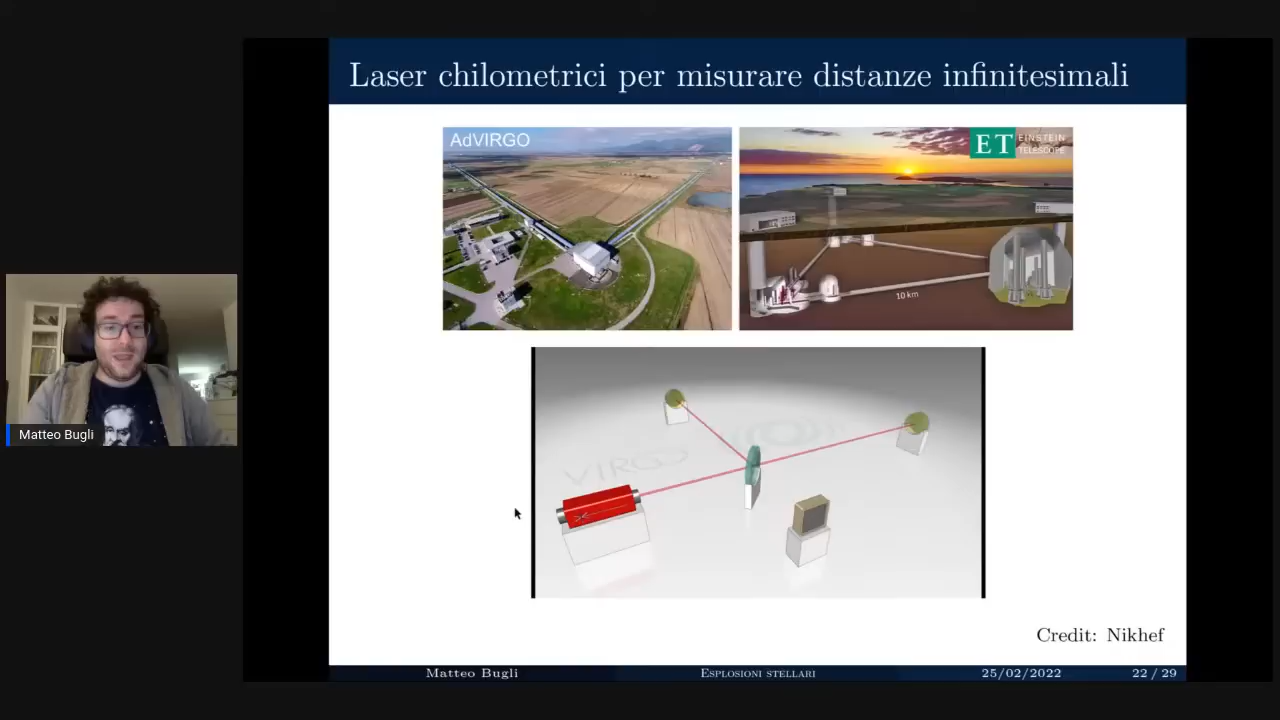 Laser chilometrici per misurare distanze infinitesimali
AdVIRGO
ET EINSTEIN
TELESCOPE
10 km
VIRGO
Matteo Bugli
Credit: Nikhef
Matteo Bugli Esplosioni stellari 25/02/2022 22 / 29